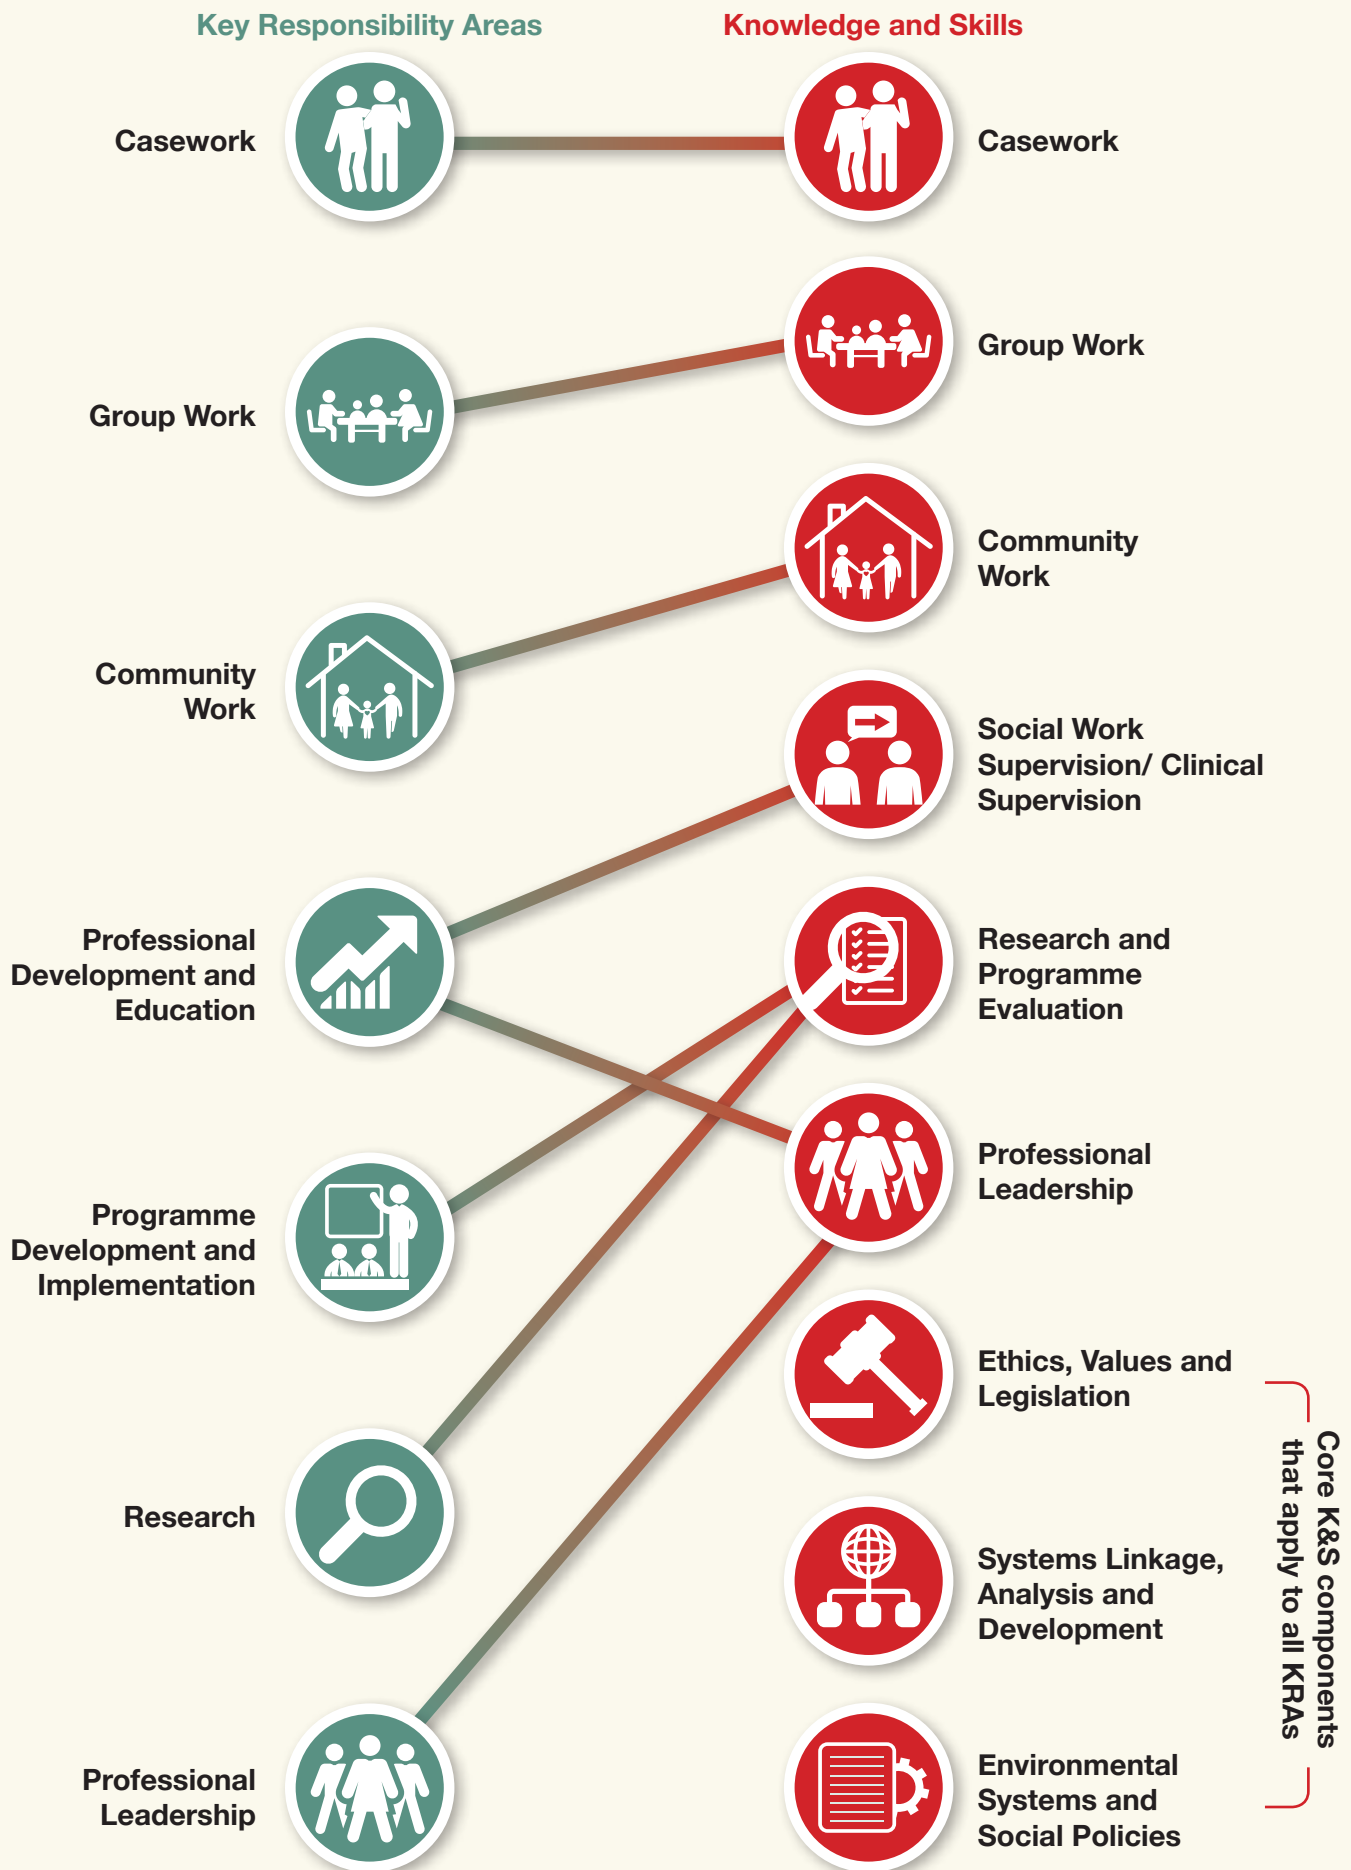 Key Responsibility Areas
Knowledge and Skills
Casework
Casework
Group Work
Group Work
Community
Work
Community
Work
Social Work
Supervision/ Clinical
Supervision
Professional
Development and
Education
Research and
Programme
Evaluation
Programme
Development and
Implementation
Professional
Leadership
Ethics, Values and
Legislation
Research
Systems Linkage,
Analysis and
Development
Professional
Leadership
Environmental
Systems and
Social Policies
Core K&S components
that apply to all KRAs